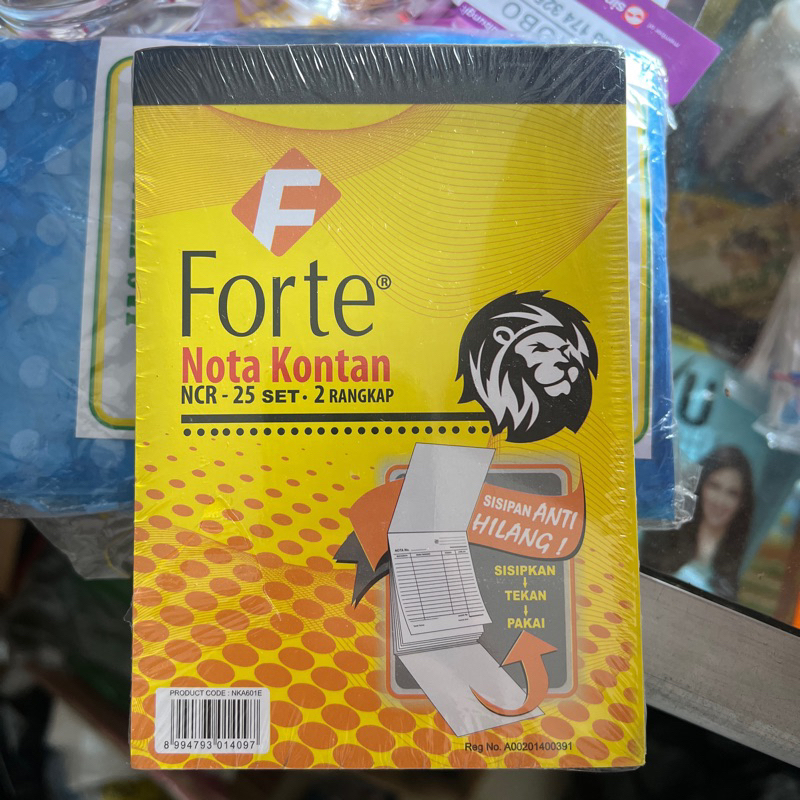 F
Forte®
Nota Kontan
NCR - 25 SET • 2 RANGKAP
SISIPAN ANTI
HILANG !
SISIPKAN
TEKAN
PAKAI
NOTA No.
PRODUCT CODE : NKA601E
8 994793 014097
Reg No. A00201400391